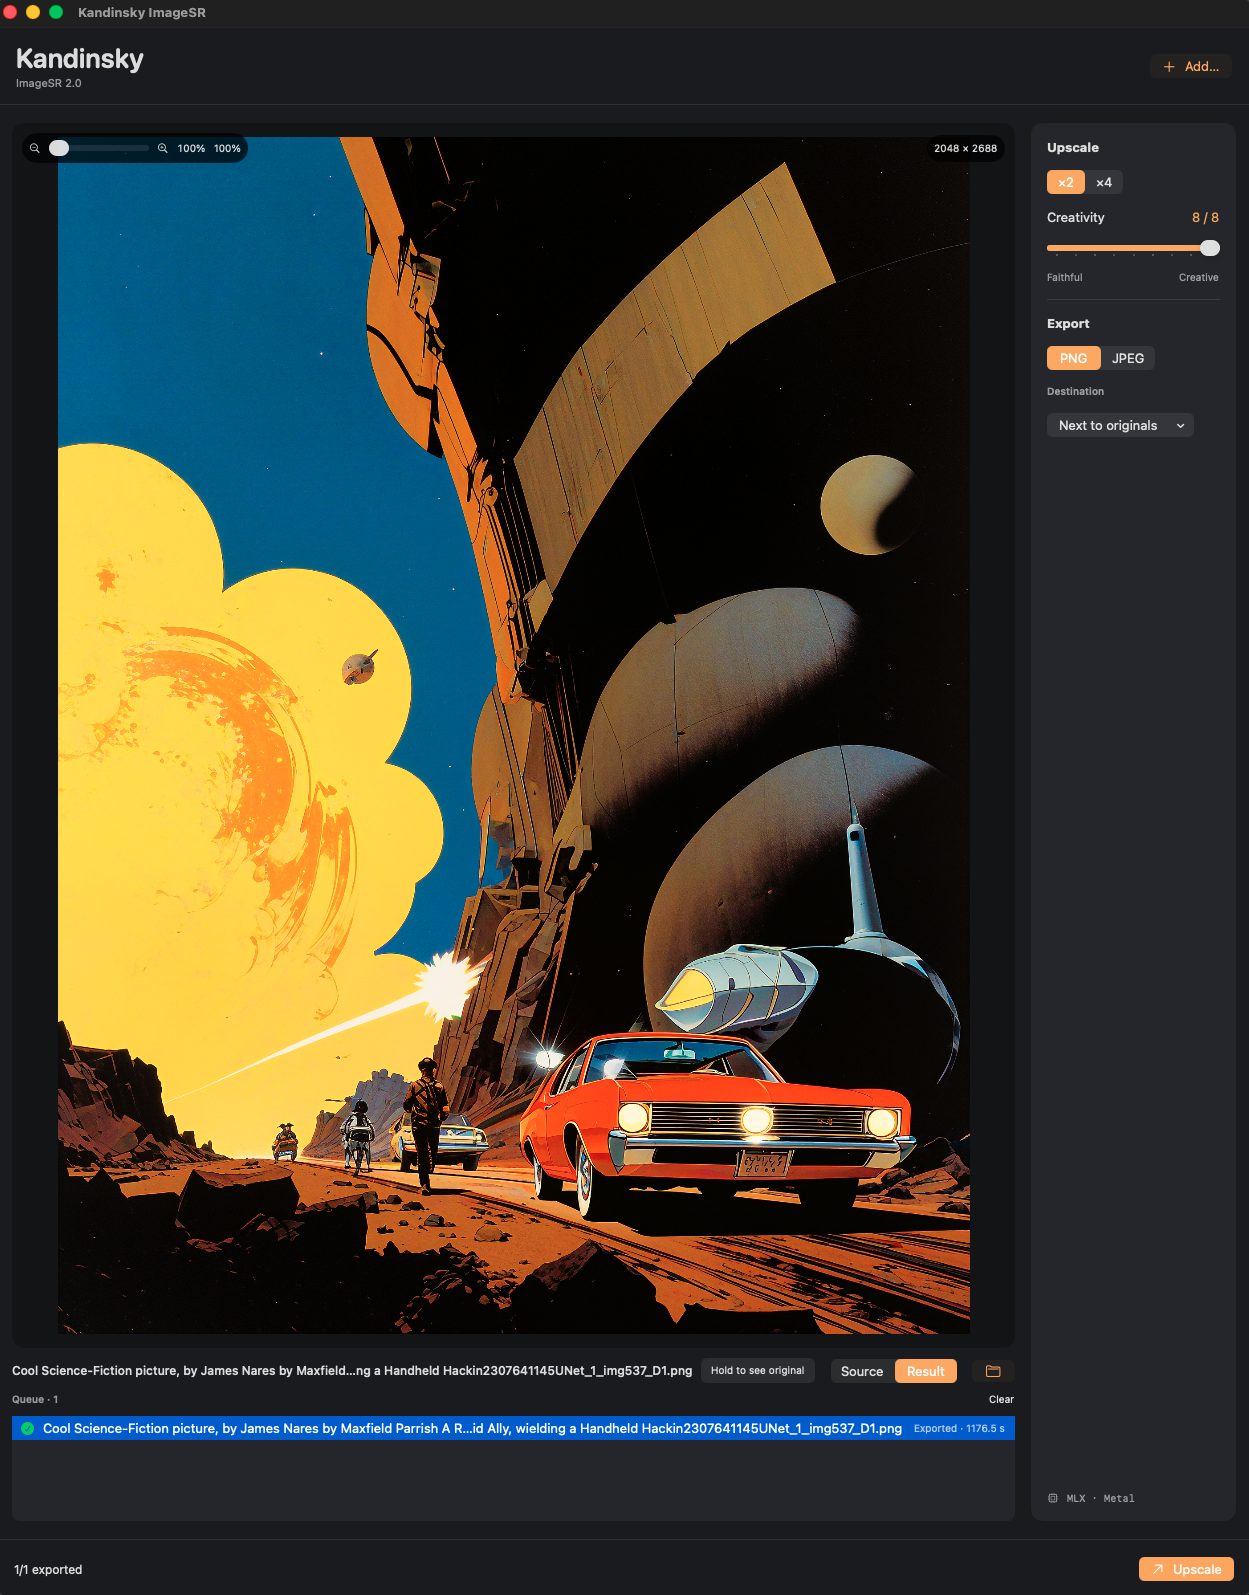 Kandinsky ImageSR
Kandinsky
ImageSR 2.0
Add...
100% 100%
2048 × 2688
Upscale
×2 ×4
Creativity 8 / 8
Faithful Creative
Export
PNG JPEG
Destination
Next to originals
MLX · Metal
Cool Science-Fiction picture, by James Nares by Maxfield...ng a Handheld Hackin2307641145UNet_1_img537_D1.png
Hold to see original
Source Result
Queue · 1
Clear
Cool Science-Fiction picture, by James Nares by Maxfield Parrish A R...id Ally, wielding a Handheld Hackin2307641145UNet_1_img537_D1.png
Exported · 1176.5 s
1/1 exported
Upscale